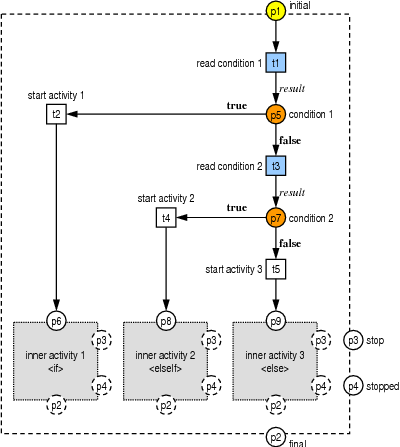 p1
initial
read condition 1
t1
result
start activity 1
t2
true
p5
condition 1
false
read condition 2
t3
result
start activity 2
t4
true
p7
condition 2
false
start activity 3
t5
p6
p8
p9
inner activity 1
<if>
p3
p4
p2
inner activity 2
<elseif>
p3
p4
p2
inner activity 3
<else>
p3
p4
p2
p3
stop
p4
stopped
p2
final